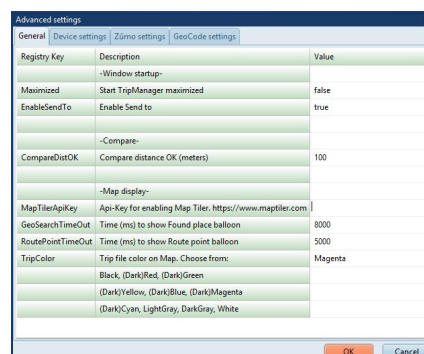 Advanced settings
General Device settings Zūmo settings GeoCode settings
Registry Key Description Value
-Window startup-
Maximized Start TripManager maximized false
EnableSendTo Enable Send to true
-Compare-
CompareDistOK Compare distance OK (meters) 100
-Map display-
MapTilerApiKey Api-Key for enabling Map Tiler. https://www.maptiler.com
GeoSearchTimeOut Time (ms) to show Found place balloon 8000
RoutePointTimeOut Time (ms) to show Route point balloon 5000
TripColor Trip file color on Map. Choose from: Magenta
Black, (Dark)Red, (Dark)Green
(Dark)Yellow, (Dark)Blue, (Dark)Magenta
(Dark)Cyan, LightGray, DarkGray, White
OK Cancel